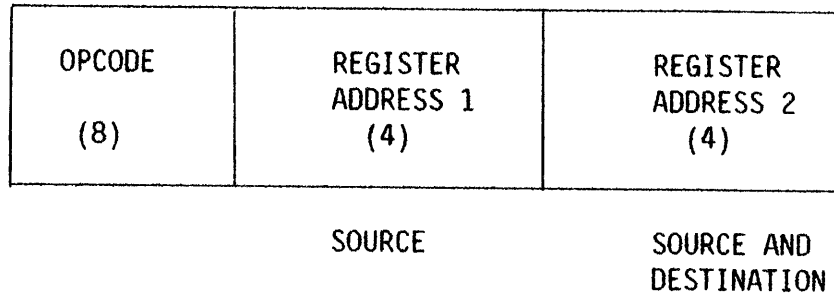 OPCODE
(8)
REGISTER
ADDRESS 1
(4)
REGISTER
ADDRESS 2
(4)
SOURCE
SOURCE AND
DESTINATION